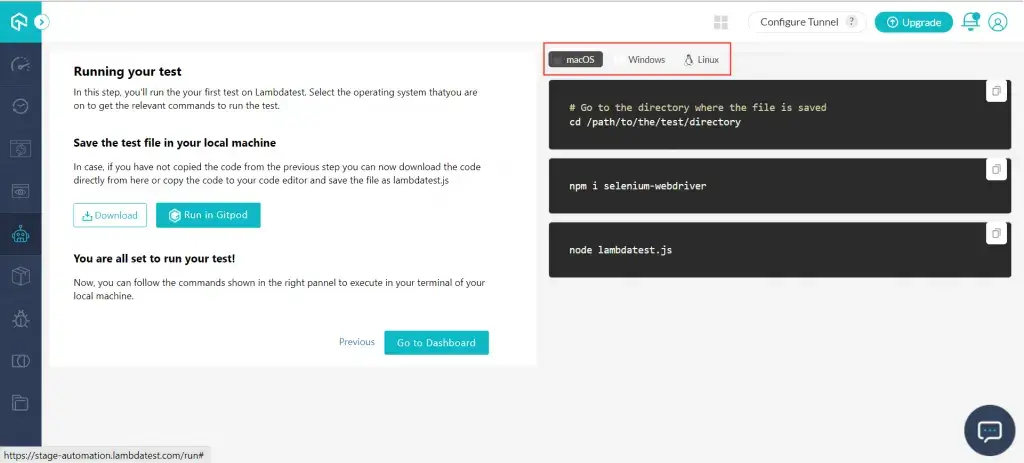 Configure Tunnel ?
Upgrade
Running your test
In this step, you'll run the your first test on Lambdatest. Select the operating system thatyou are
on to get the relevant commands to run the test.
Save the test file in your local machine
In case, if you have not copied the code from the previous step you can now download the code
directly from here or copy the code to your code editor and save the file as lambdatest.js
Download
Run in Gitpod
You are all set to run your test!
Now, you can follow the commands shown in the right pannel to execute in your terminal of your
local machine.
Previous
Go to Dashboard
macOS
Windows
Linux
# Go to the directory where the file is saved
cd /path/to/the/test/directory
npm i selenium-webdriver
node lambdatest.js
https://stage-automation.lambdatest.com/run#